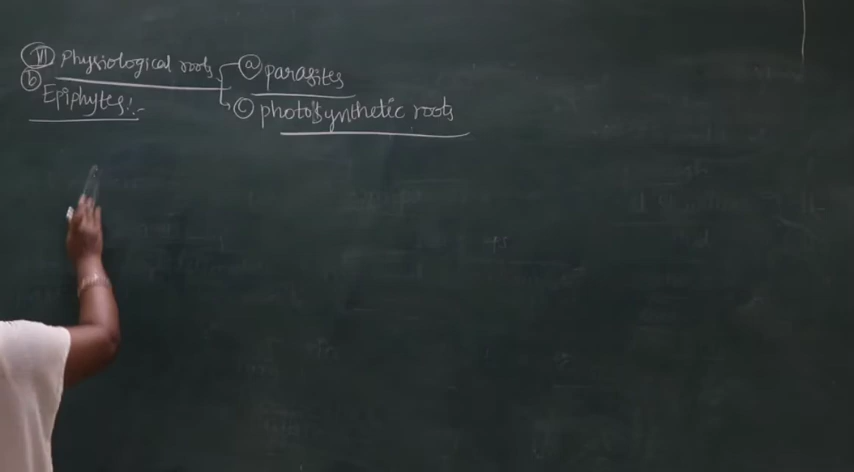 VI Physiological roots
a parasites
b Epiphytes:-
c photosynthetic roots